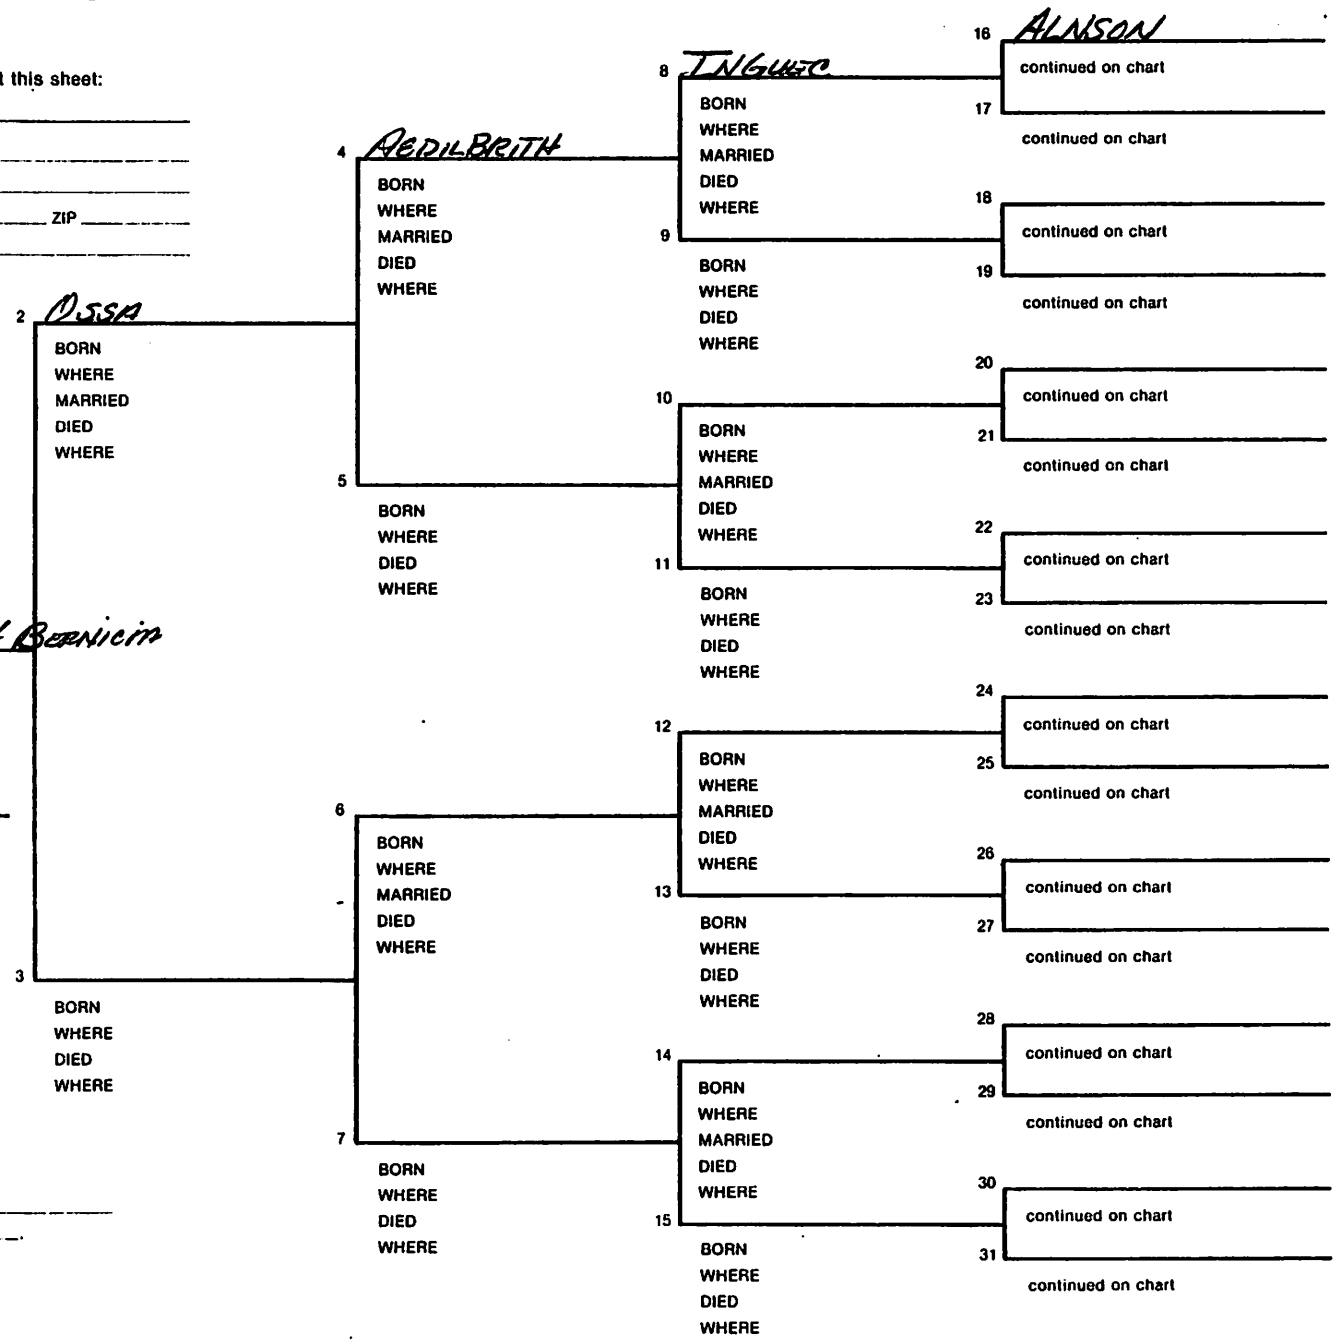 t this sheet:
ZIP
16 ALNSON
continued on chart
17
continued on chart
8 INGUEC
BORN
WHERE
MARRIED
DIED
WHERE
4 AEDILBRITH
BORN
WHERE
MARRIED
DIED
WHERE
18
continued on chart
19
continued on chart
9
BORN
WHERE
DIED
WHERE
2 OSSA
BORN
WHERE
MARRIED
DIED
WHERE
20
continued on chart
21
continued on chart
10
BORN
WHERE
MARRIED
DIED
WHERE
5
BORN
WHERE
DIED
WHERE
22
continued on chart
23
continued on chart
11
BORN
WHERE
DIED
WHERE
BERNICIA
24
continued on chart
25
continued on chart
12
BORN
WHERE
MARRIED
DIED
WHERE
6
BORN
WHERE
MARRIED
DIED
WHERE
26
continued on chart
27
continued on chart
13
BORN
WHERE
DIED
WHERE
3
BORN
WHERE
DIED
WHERE
28
continued on chart
29
continued on chart
14
BORN
WHERE
MARRIED
DIED
WHERE
7
BORN
WHERE
DIED
WHERE
30
continued on chart
31
continued on chart
15
BORN
WHERE
DIED
WHERE